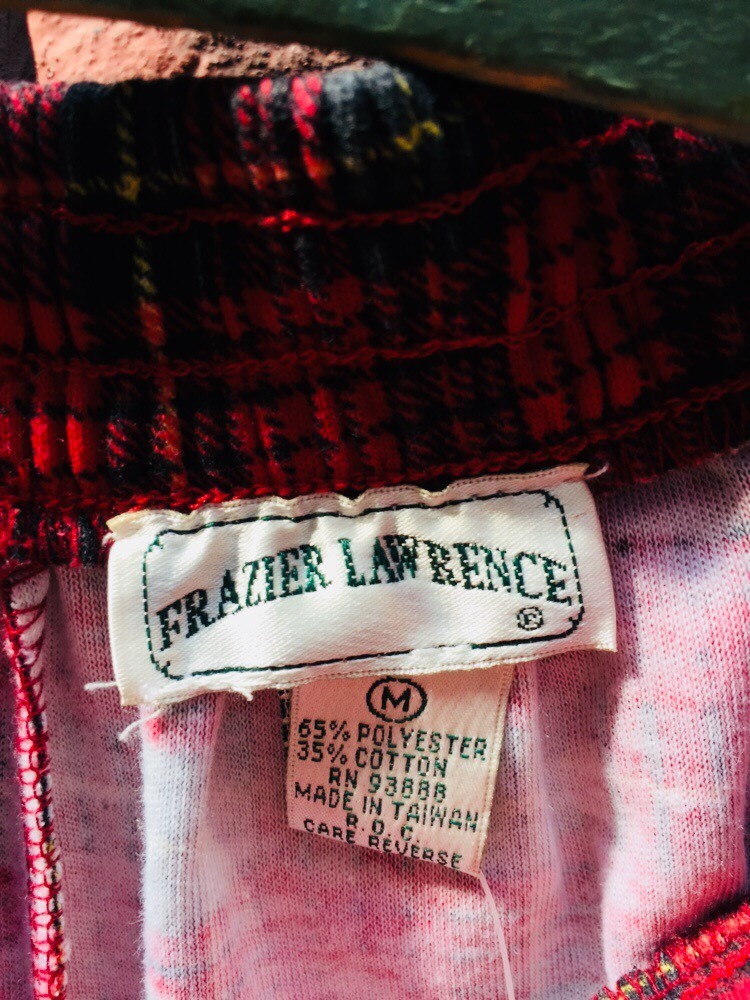 FRAZIER LAWRENCE
®
M
65% POLYESTER
35% COTTON
RN 93888
MADE IN TAIWAN
R.O.C.
CARE REVERSE